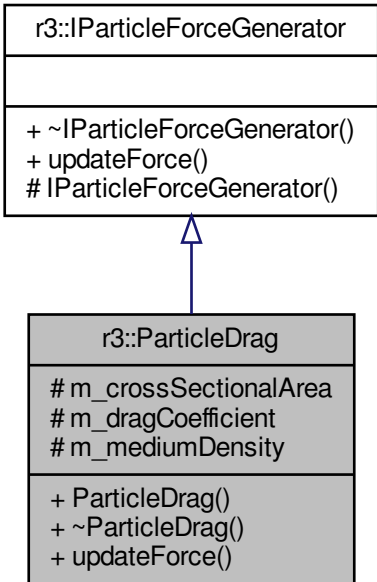 r3::IParticleForceGenerator
+ ~IParticleForceGenerator()
+ updateForce()
# IParticleForceGenerator()
r3::ParticleDrag
# m_crossSectionalArea
# m_dragCoefficient
# m_mediumDensity
+ ParticleDrag()
+ ~ParticleDrag()
+ updateForce()